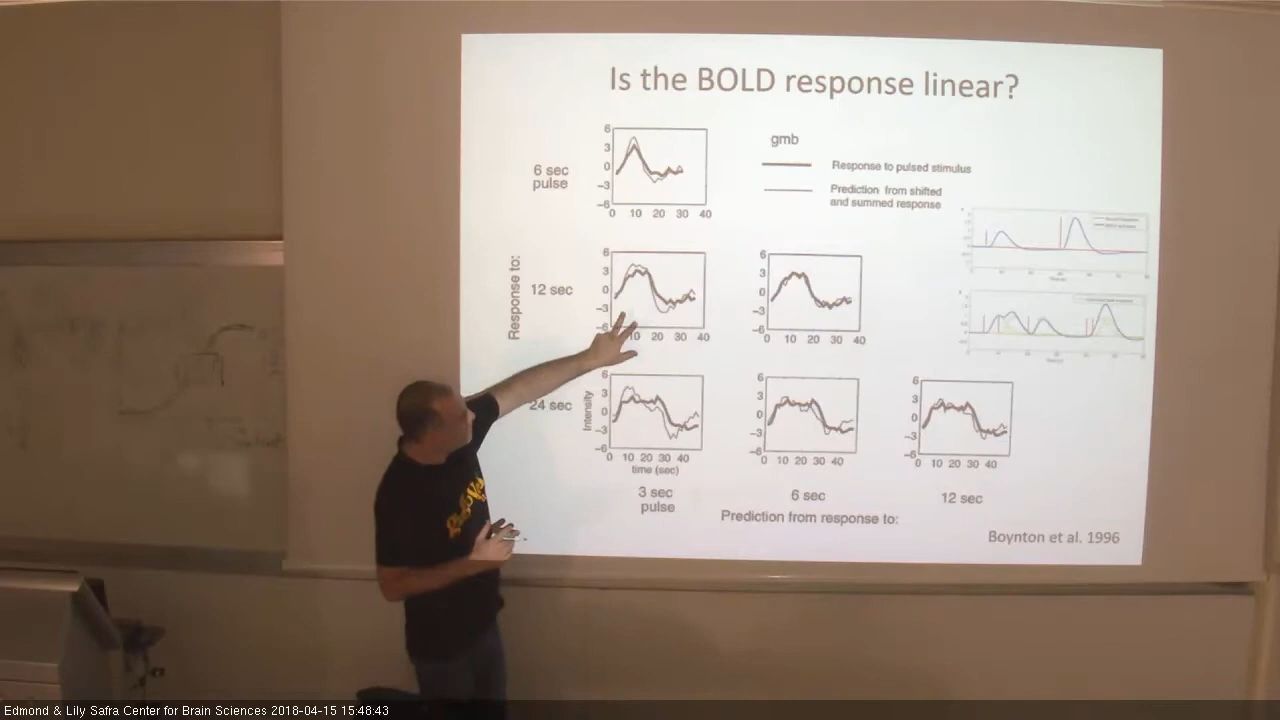 Is the BOLD response linear?
6
3
0
−3
−6
0 10 20 30 40
6 sec
pulse
gmb
Response to pulsed stimulus
Prediction from shifted
and summed response
Response to:
12 sec
6
3
0
−3
−6
10 20 30 40
6
3
0
−3
−6
0 10 20 30 40
24 sec
Intensity
6
3
0
−3
−6
0 10 20 30 40
time (sec)
6
3
0
−3
−6
0 10 20 30 40
6
3
0
−3
−6
0 10 20 30 40
3 sec
pulse
6 sec
12 sec
Prediction from response to:
Boynton et al. 1996
Edmond & Lily Safra Center for Brain Sciences 2018-04-15 15:48:43